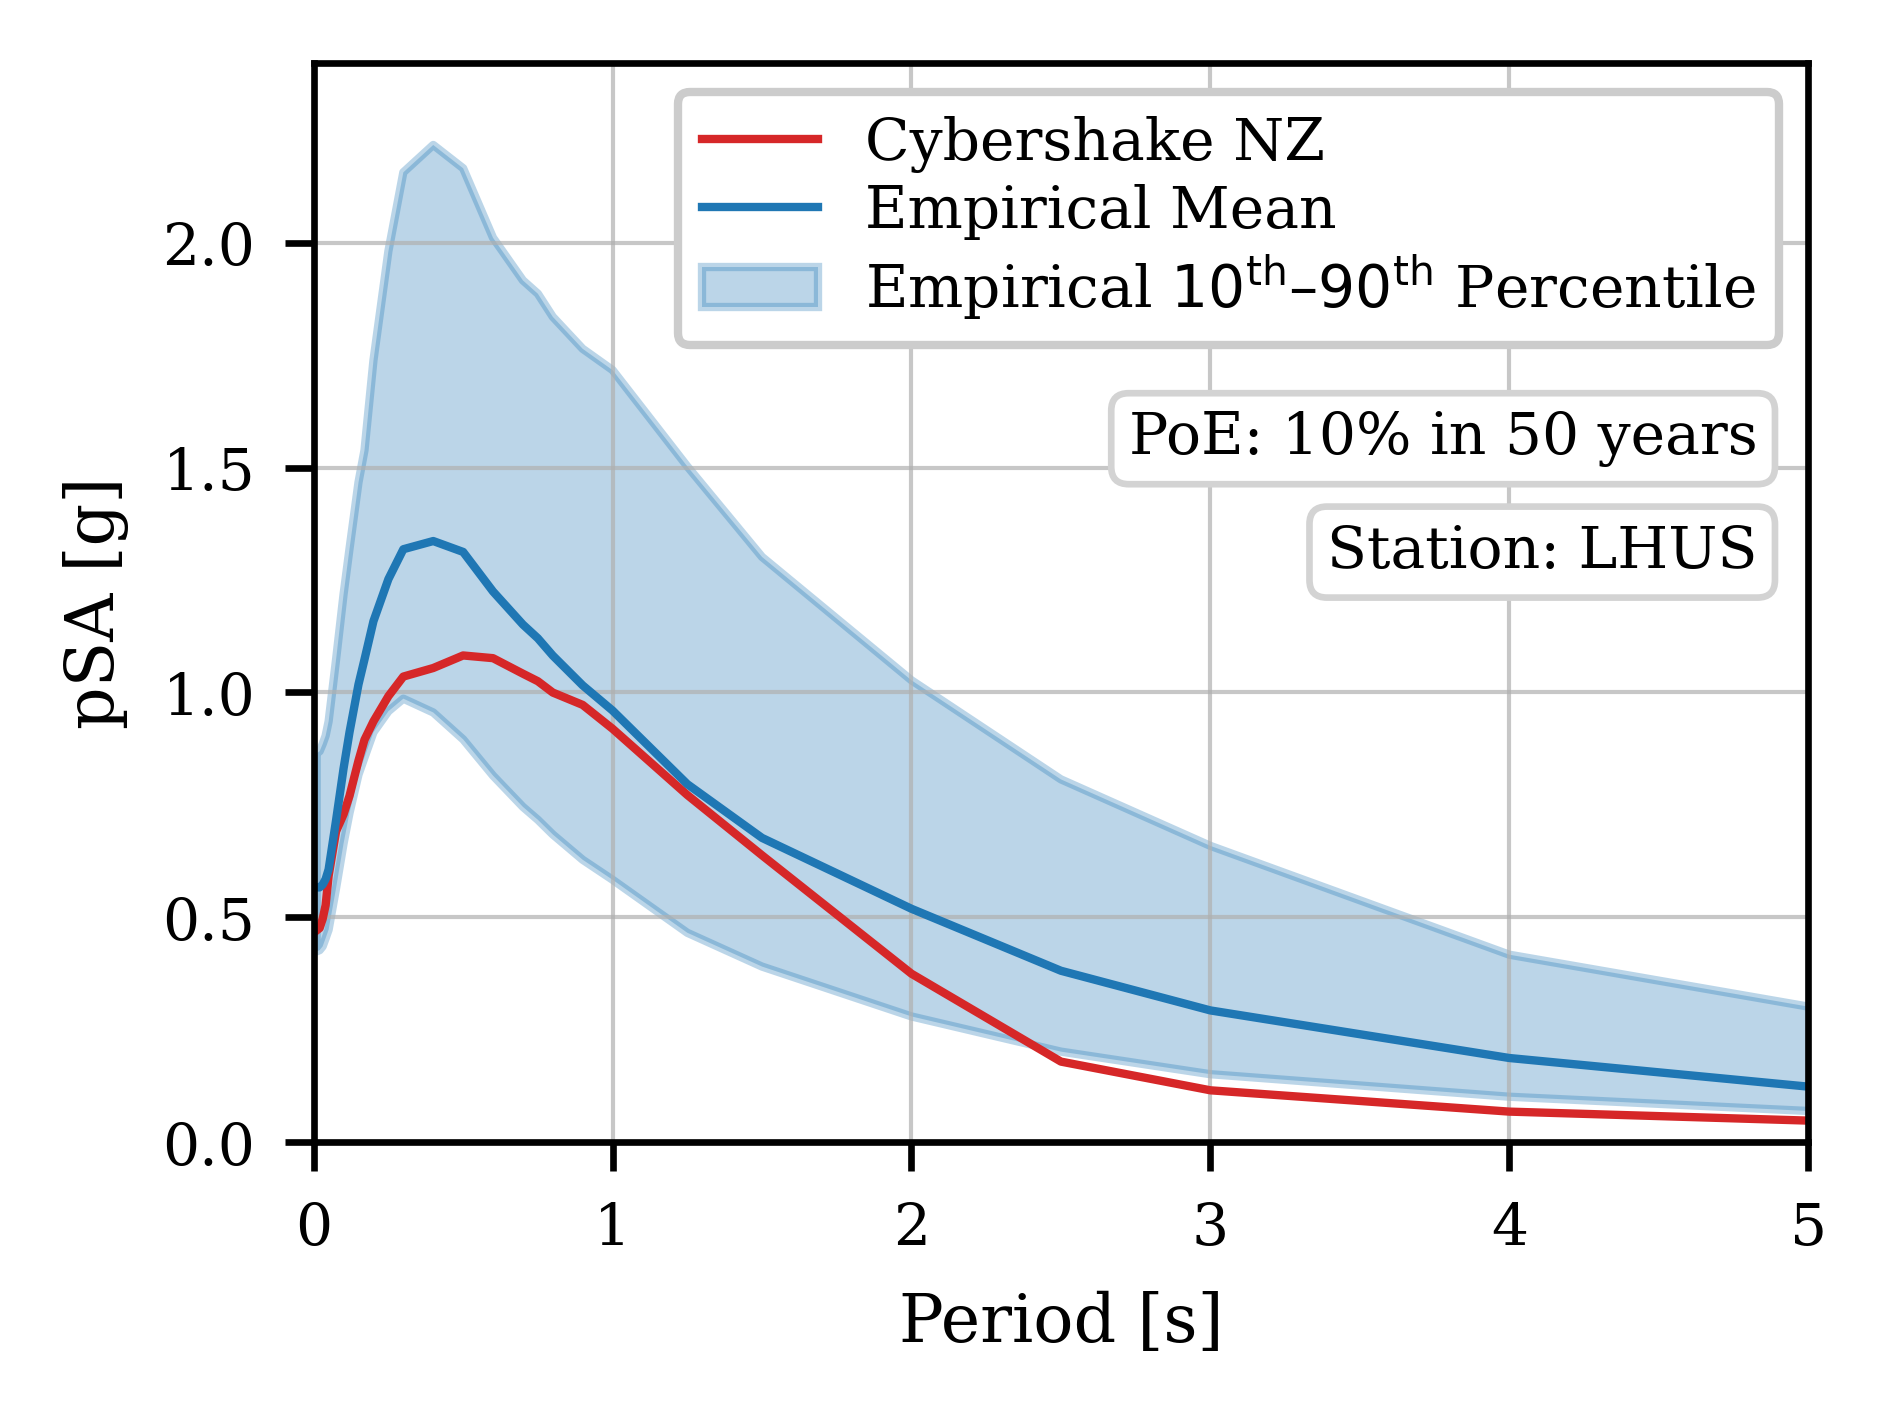 Cybershake NZ
Empirical Mean
Empirical 10th–90th Percentile
PoE: 10% in 50 years
Station: LHUS
pSA [g]
2.0
1.5
1.0
0.5
0.0
0 1 2 3 4 5
Period [s]